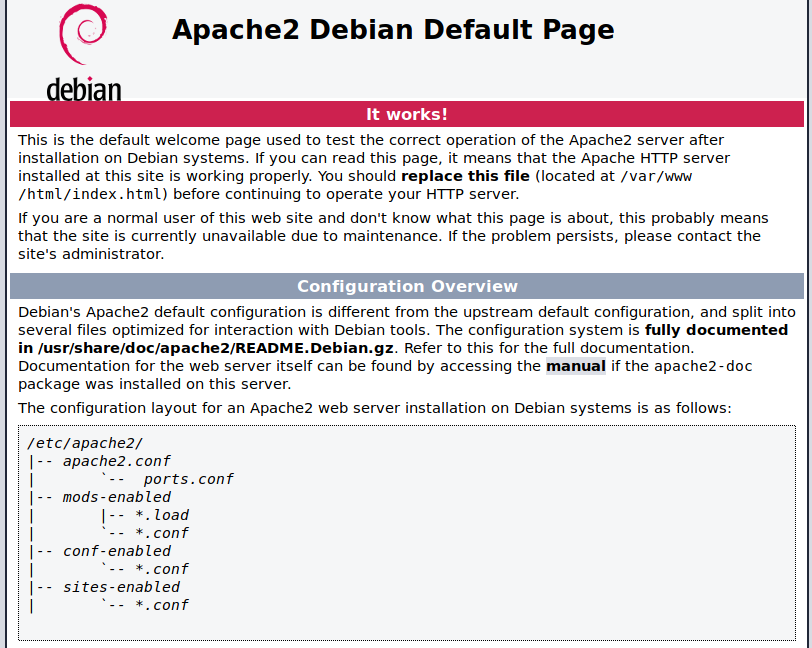 Apache2 Debian Default Page
debian
It works!
This is the default welcome page used to test the correct operation of the Apache2 server after
installation on Debian systems. If you can read this page, it means that the Apache HTTP server
installed at this site is working properly. You should replace this file (located at /var/www
/html/index.html) before continuing to operate your HTTP server.
If you are a normal user of this web site and don't know what this page is about, this probably means
that the site is currently unavailable due to maintenance. If the problem persists, please contact the
site's administrator.
Configuration Overview
Debian's Apache2 default configuration is different from the upstream default configuration, and split into
several files optimized for interaction with Debian tools. The configuration system is fully documented
in /usr/share/doc/apache2/README.Debian.gz. Refer to this for the full documentation.
Documentation for the web server itself can be found by accessing the manual if the apache2-doc
package was installed on this server.
The configuration layout for an Apache2 web server installation on Debian systems is as follows:
/etc/apache2/
|-- apache2.conf
|       `--  ports.conf
|-- mods-enabled
|       |-- *.load
|       `-- *.conf
|-- conf-enabled
|       `-- *.conf
|-- sites-enabled
|       `-- *.conf